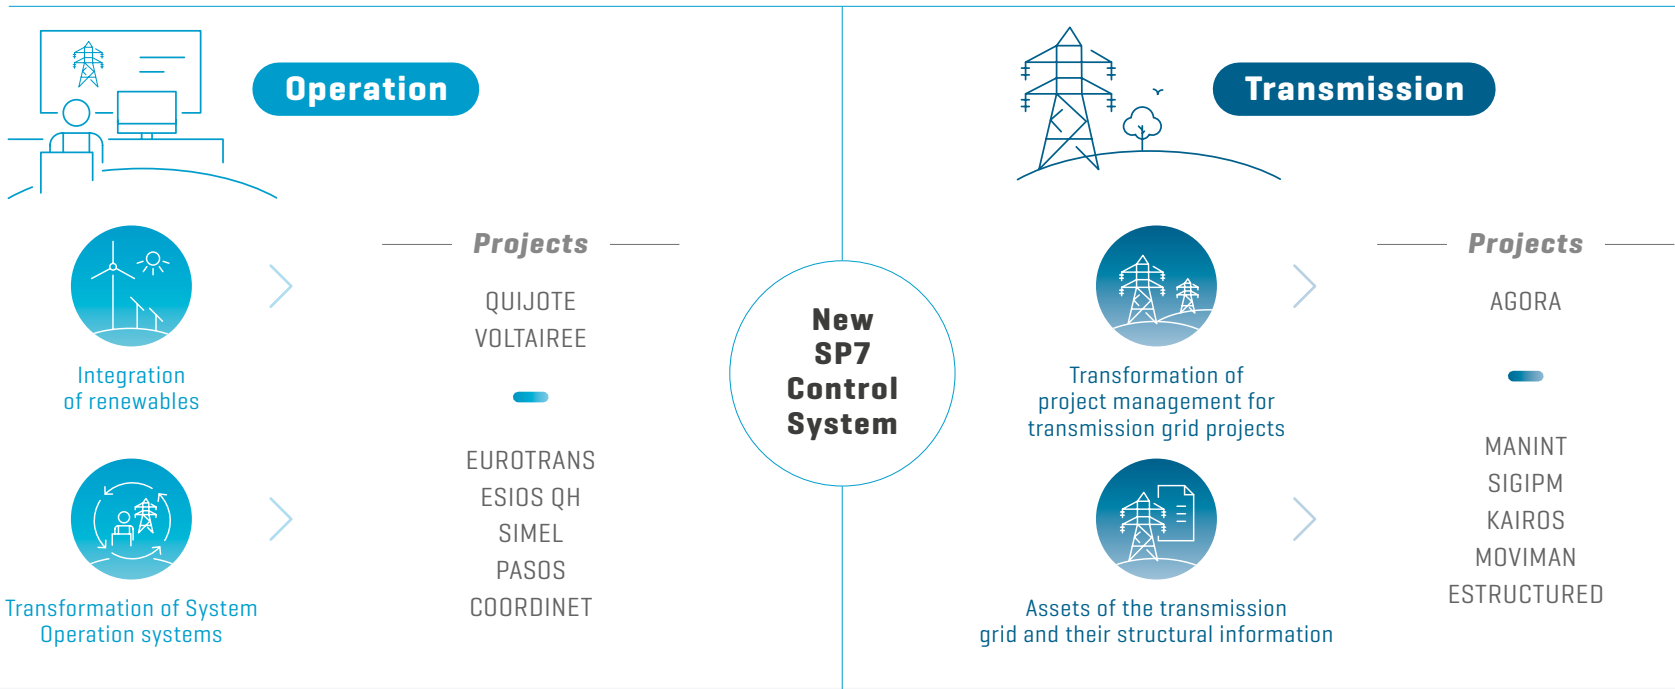 Operation
Projects
Integration
of renewables
QUIJOTE
VOLTAIREE
Transformation of System
Operation systems
EUROTRANS
ESIOS QH
SIMEL
PASOS
COORDINET
New
SP7
Control
System
Transmission
Projects
Transformation of
project management for
transmission grid projects
AGORA
Assets of the transmission
grid and their structural information
MANINT
SIGIPM
KAIROS
MOVIMAN
ESTRUCTURED